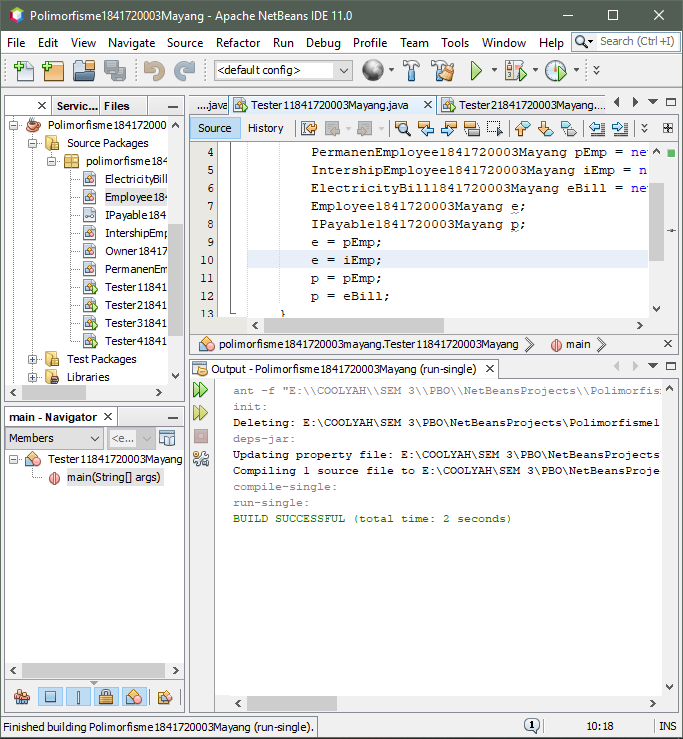 Polimorfisme1841720003Mayang - Apache NetBeans IDE 11.0
File Edit View Navigate Source Refactor Run Debug Profile Team Tools Window Help Search (Ctrl+I)
<default config>
Servic... Files
...java Tester11841720003Mayang.java Tester21841720003Mayang....
Source History
Polimorfisme184172000
Source Packages
polimorfisme184
ElectricityBill
Employee184
IPayable184
IntershipEmp
Owner18417
PermanenEm
Tester11841
Tester21841
Tester31841
Tester41841
Test Packages
Libraries
4 PermanenEmployee1841720003Mayang pEmp = new
5 IntershipEmployee1841720003Mayang iEmp = n
6 ElectricityBill1841720003Mayang eBill = new
7 Employee1841720003Mayang e;
8 IPayable1841720003Mayang p;
9 e = pEmp;
10 e = iEmp;
11 p = pEmp;
12 p = eBill;
13 }
polimorfisme1841720003mayang.Tester11841720003Mayang main
Output - Polimorfisme1841720003Mayang (run-single)
ant -f "E:\\COOLYAH\\SEM 3\\PBO\\NetBeansProjects\\Polimorfism
init:
Deleting: E:\COOLYAH\SEM 3\PBO\NetBeansProjects\Polimorfisme1
deps-jar:
Updating property file: E:\COOLYAH\SEM 3\PBO\NetBeansProjects
Compiling 1 source file to E:\COOLYAH\SEM 3\PBO\NetBeansProje
compile-single:
run-single:
BUILD SUCCESSFUL (total time: 2 seconds)
main - Navigator
Members <e...
Tester11841720003Mayang
main(String[] args)
Finished building Polimorfisme1841720003Mayang (run-single). 1 10:18 INS